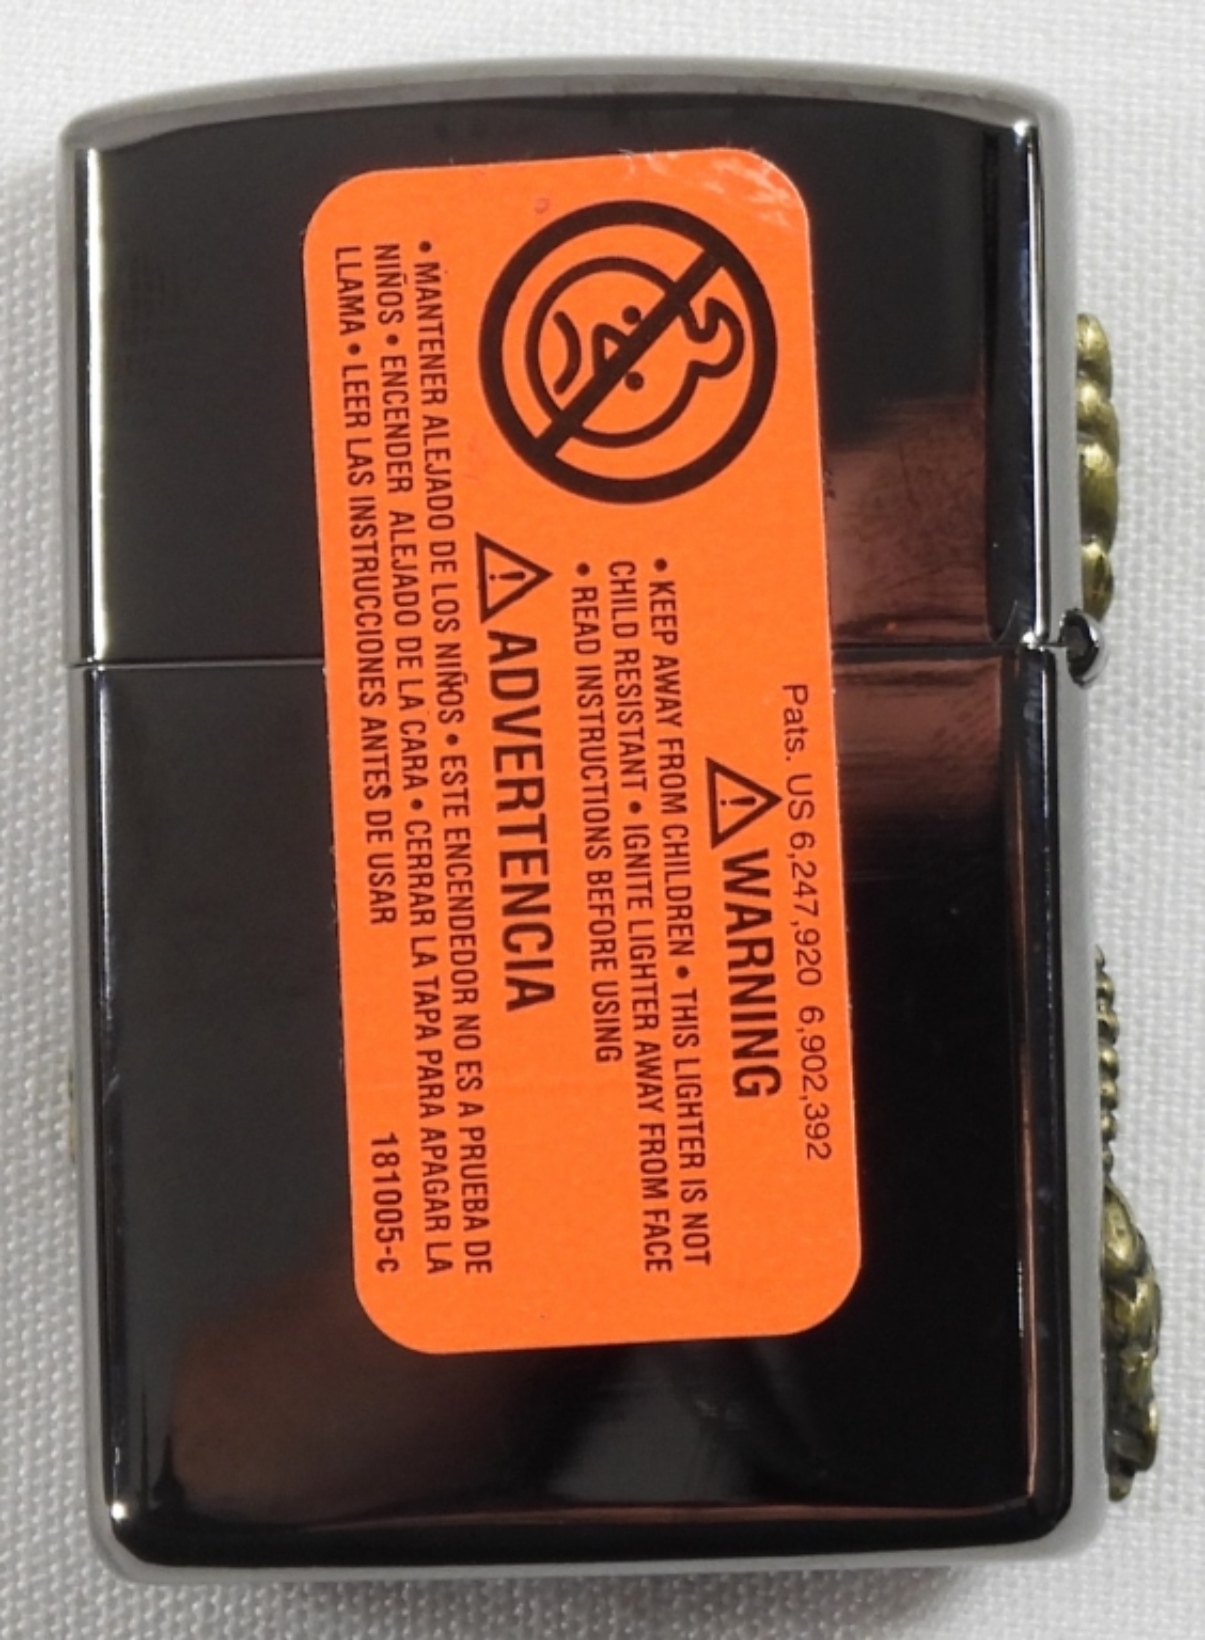 Pats. US 6,247,920 6,902,392
WARNING
• KEEP AWAY FROM CHILDREN • THIS LIGHTER IS NOT
CHILD RESISTANT • IGNITE LIGHTER AWAY FROM FACE
• READ INSTRUCTIONS BEFORE USING
ADVERTENCIA
• MANTENER ALEJADO DE LOS NIÑOS • ESTE ENCENDEDOR NO ES A PRUEBA DE
NIÑOS • ENCENDER ALEJADO DE LA CARA • CERRAR LA TAPA PARA APAGAR LA
LLAMA • LEER LAS INSTRUCCIONES ANTES DE USAR 181005-c